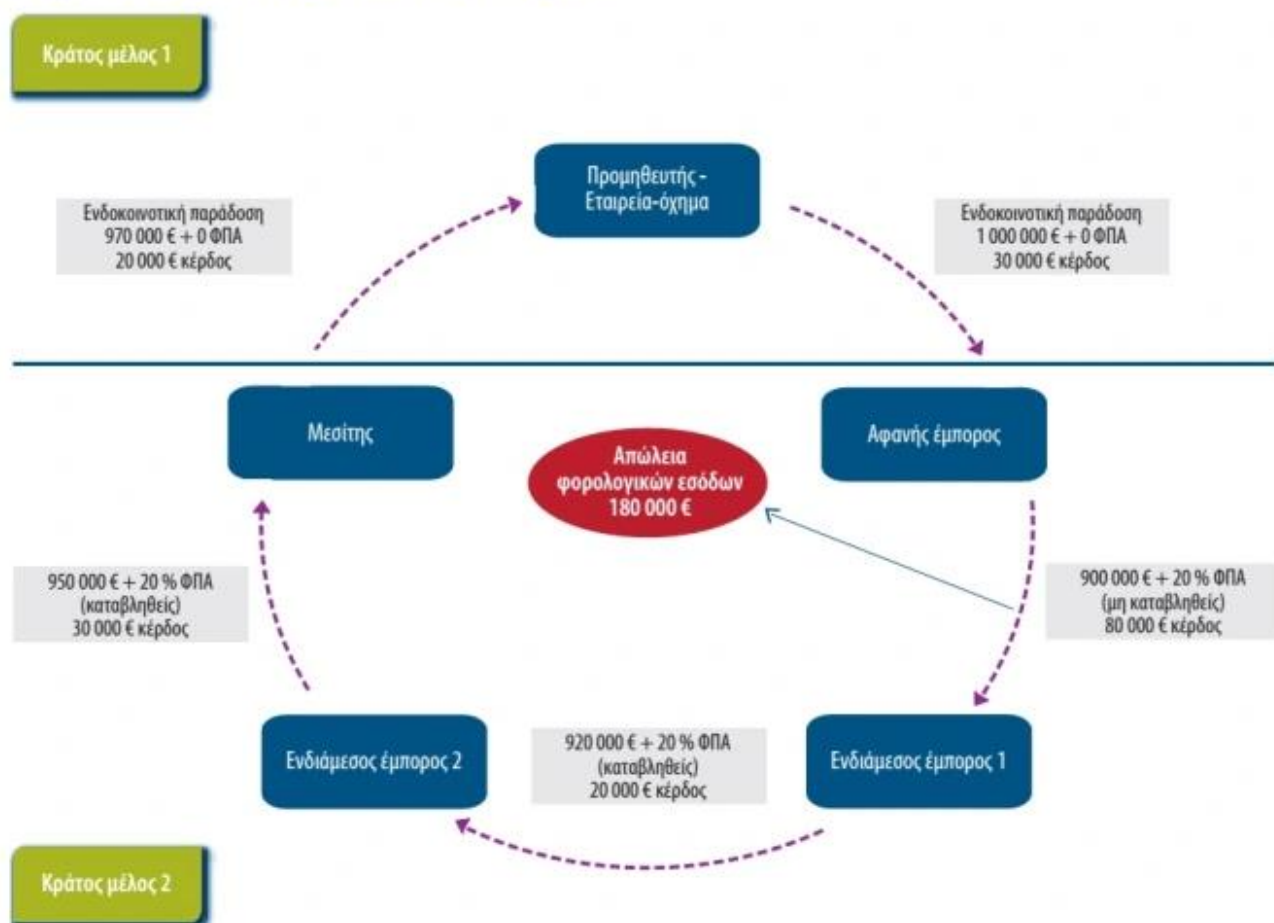 Κράτος μέλος 1
Προμηθευτής -
Εταιρεία-όχημα
Ενδοκοινοτική παράδοση
970 000 € + 0 ΦΠΑ
20 000 € κέρδος
Ενδοκοινοτική παράδοση
1 000 000 € + 0 ΦΠΑ
30 000 € κέρδος
Μεσίτης
Αφανής έμπορος
Απώλεια
φορολογικών εσόδων
180 000 €
950 000 € + 20 % ΦΠΑ
(καταβληθείς)
30 000 € κέρδος
900 000 € + 20 % ΦΠΑ
(μη καταβληθείς)
80 000 € κέρδος
Ενδιάμεσος έμπορος 2
920 000 € + 20 % ΦΠΑ
(καταβληθείς)
20 000 € κέρδος
Ενδιάμεσος έμπορος 1
Κράτος μέλος 2